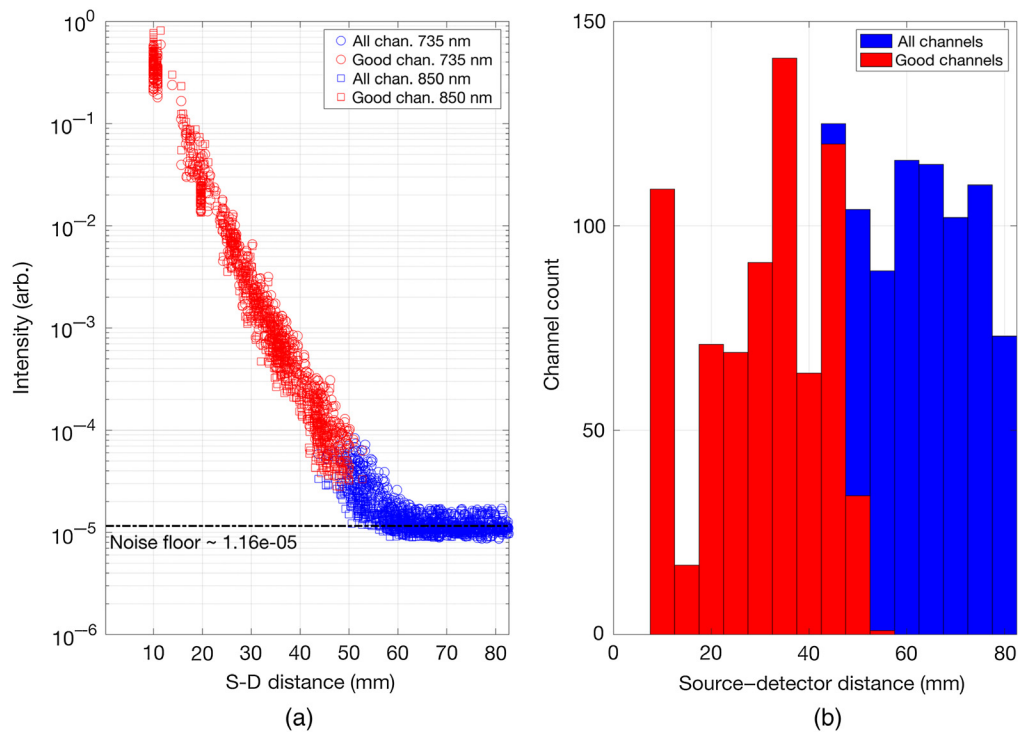 10⁰
10⁻¹
10⁻²
10⁻³
10⁻⁴
10⁻⁵
10⁻⁶
Intensity (arb.)
All chan. 735 nm
Good chan. 735 nm
All chan. 850 nm
Good chan. 850 nm
Noise floor ~ 1.16e-05
10 20 30 40 50 60 70 80
S-D distance (mm)
(a)
150
100
50
0
Channel count
All channels
Good channels
0 20 40 60 80
Source–detector distance (mm)
(b)